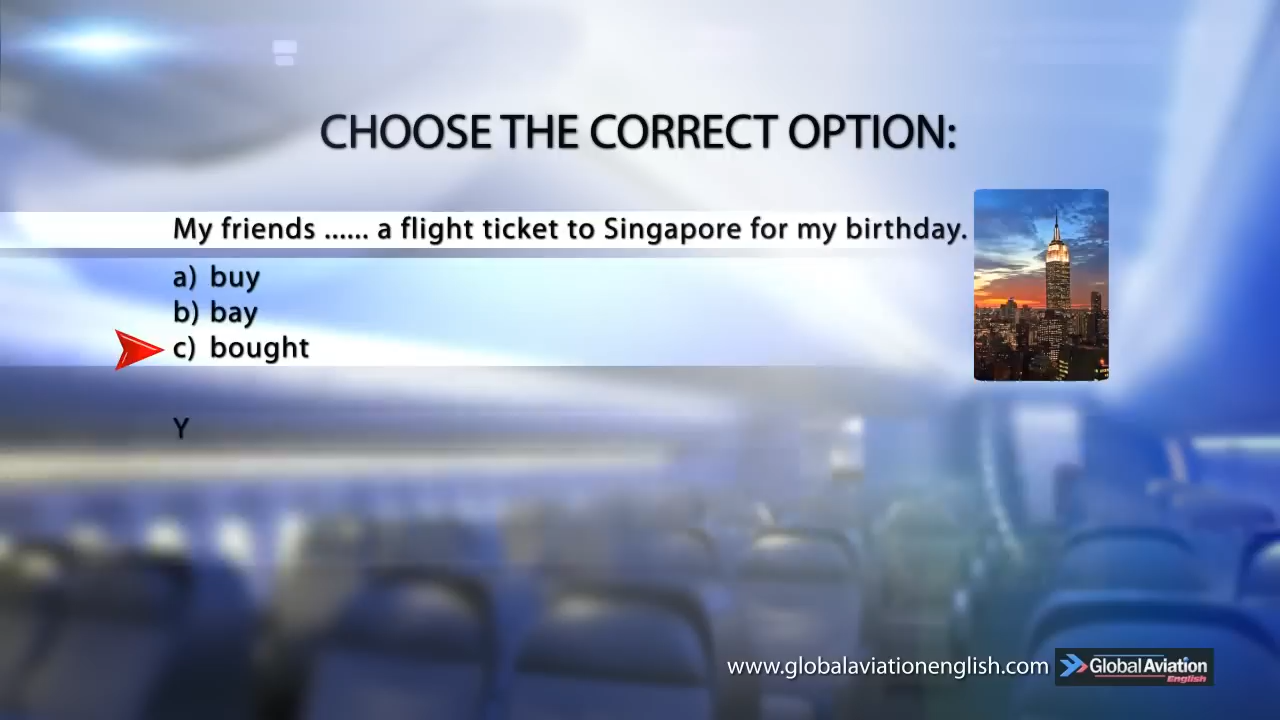 CHOOSE THE CORRECT OPTION:
My friends ...... a flight ticket to Singapore for my birthday.
a) buy
b) bay
c) bought
Y
www.globalaviationenglish.com
Global Aviation
English